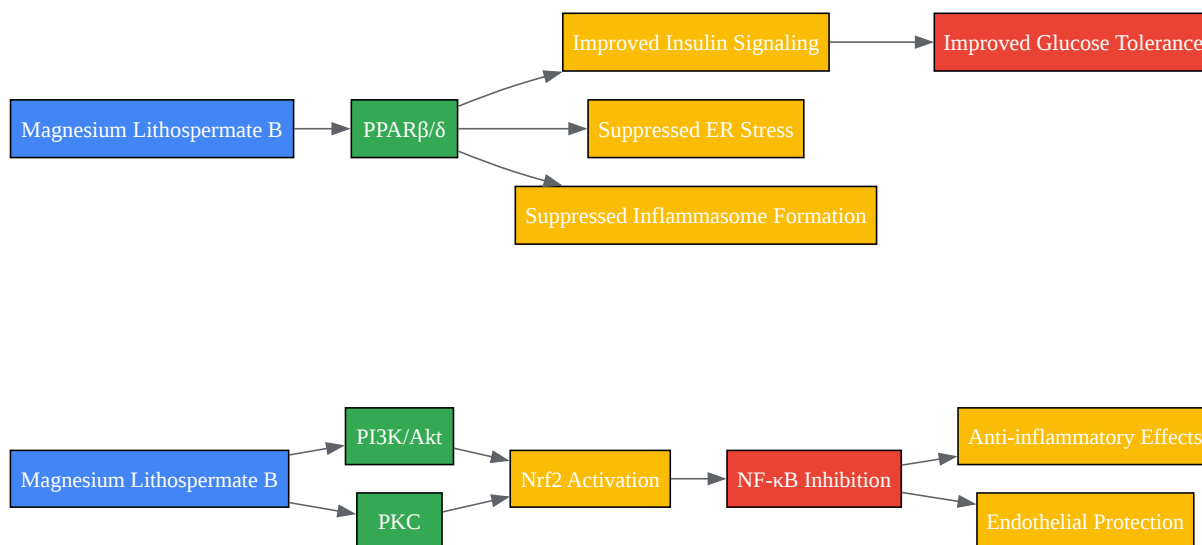 Improved Insulin Signaling
Improved Glucose Tolerance
Magnesium Lithospermate B
PPARβ/δ
Suppressed ER Stress
Suppressed Inflammasome Formation
PI3K/Akt
Anti-inflammatory Effects
Magnesium Lithospermate B
Nrf2 Activation
NF-κB Inhibition
PKC
Endothelial Protection